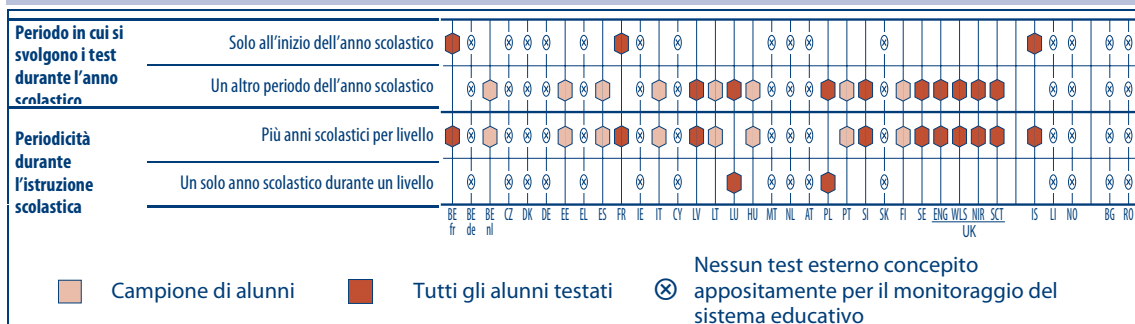 Periodo in cui si
svolgono i test
durante l'anno
scolastico
Solo all'inizio dell'anno scolastico
Un altro periodo dell'anno scolastico
Periodicità
durante
l'istruzione
scolastica
Più anni scolastici per livello
Un solo anno scolastico durante un livello
BE BE BE CZ DK DE EE EL ES FR IE IT CY LV LT LU HU MT NL AT PL PT SI SK FI SE ENG WLS NIR SCT IS LI NO BG RO
fr de nl UK
Campione di alunni
Tutti gli alunni testati
Nessun test esterno concepito
appositamente per il monitoraggio del
sistema educativo